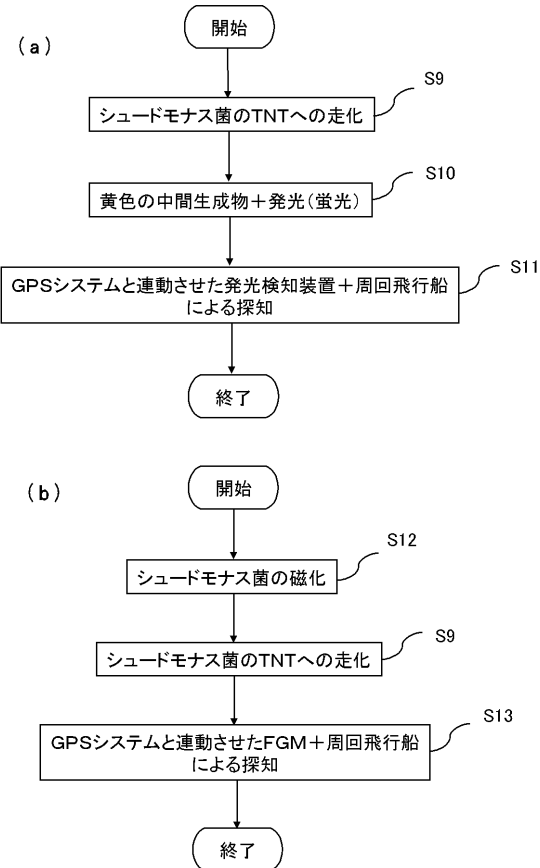 (a)
開始
S9
シュードモナス菌のTNTへの走化
S10
黄色の中間生成物+発光(蛍光)
S11
GPSシステムと連動させた発光検知装置+周回飛行船
による探知
終了
(b)
開始
S12
シュードモナス菌の磁化
S9
シュードモナス菌のTNTへの走化
S13
GPSシステムと連動させたFGM+周回飛行船
による探知
終了